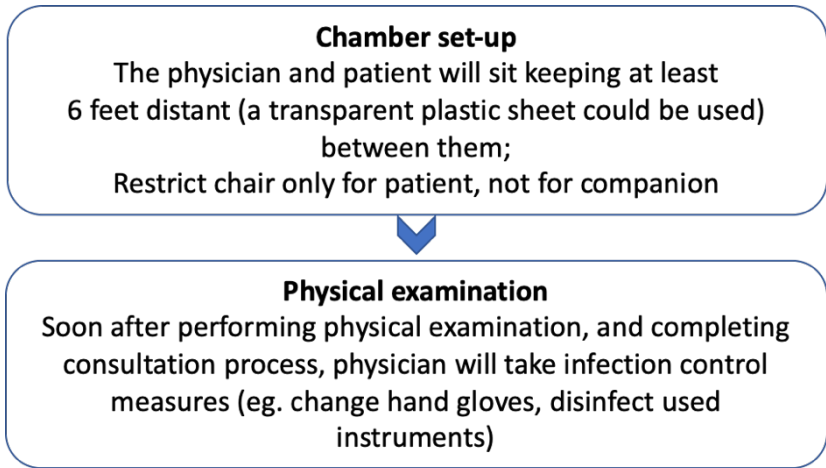 Chamber set-up
The physician and patient will sit keeping at least
6 feet distant (a transparent plastic sheet could be used)
between them;
Restrict chair only for patient, not for companion
Physical examination
Soon after performing physical examination, and completing
consultation process, physician will take infection control
measures (eg. change hand gloves, disinfect used
instruments)